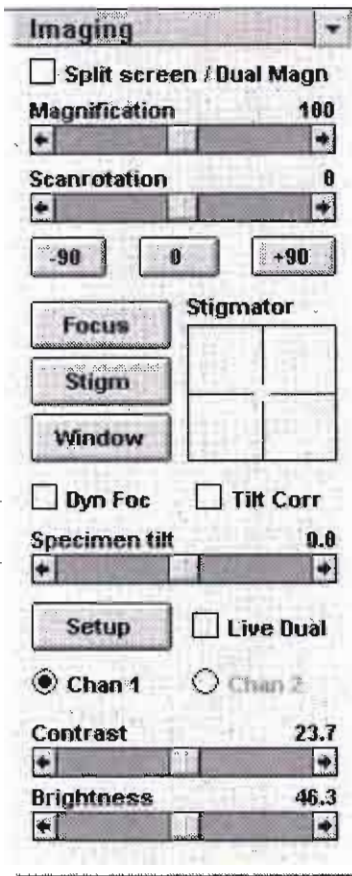 Imaging
Split screen / Dual Magn
Magnification 100
Scanrotation 0
-90 0 +90
Focus
Stigmator
Stigm
Window
Dyn Foc Tilt Corr
Specimen tilt 0.0
Setup Live Dual
Chan 1 Chan 2
Contrast 23.7
Brightness 46.3